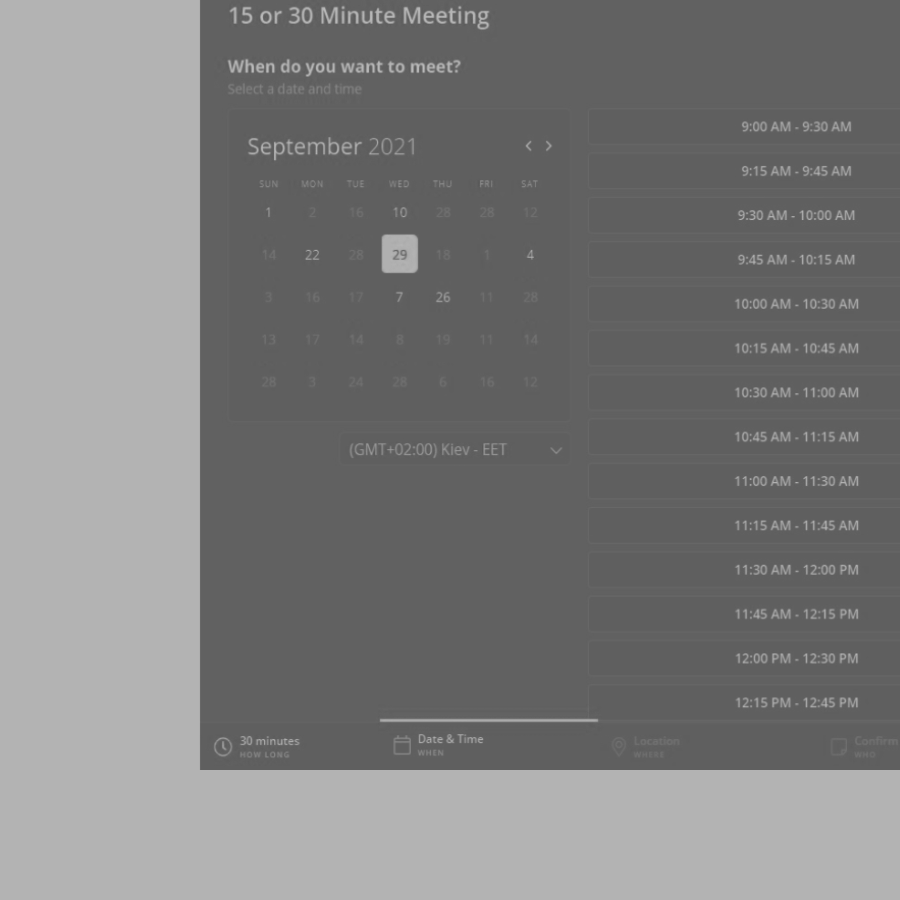 15 or 30 Minute Meeting
When do you want to meet?
Select a date and time
September 2021
SUN MON TUE WED THU FRI SAT
1 2 16 10 28 28 12
14 22 28 29 18 1 4
3 16 17 7 26 11 28
13 17 14 8 19 11 14
28 3 24 28 6 16 12
(GMT+02:00) Kiev - EET
9:00 AM - 9:30 AM
9:15 AM - 9:45 AM
9:30 AM - 10:00 AM
9:45 AM - 10:15 AM
10:00 AM - 10:30 AM
10:15 AM - 10:45 AM
10:30 AM - 11:00 AM
10:45 AM - 11:15 AM
11:00 AM - 11:30 AM
11:15 AM - 11:45 AM
11:30 AM - 12:00 PM
11:45 AM - 12:15 PM
12:00 PM - 12:30 PM
12:15 PM - 12:45 PM
30 minutes
HOW LONG
Date & Time
WHEN
Location
WHERE
Confirm
WHO